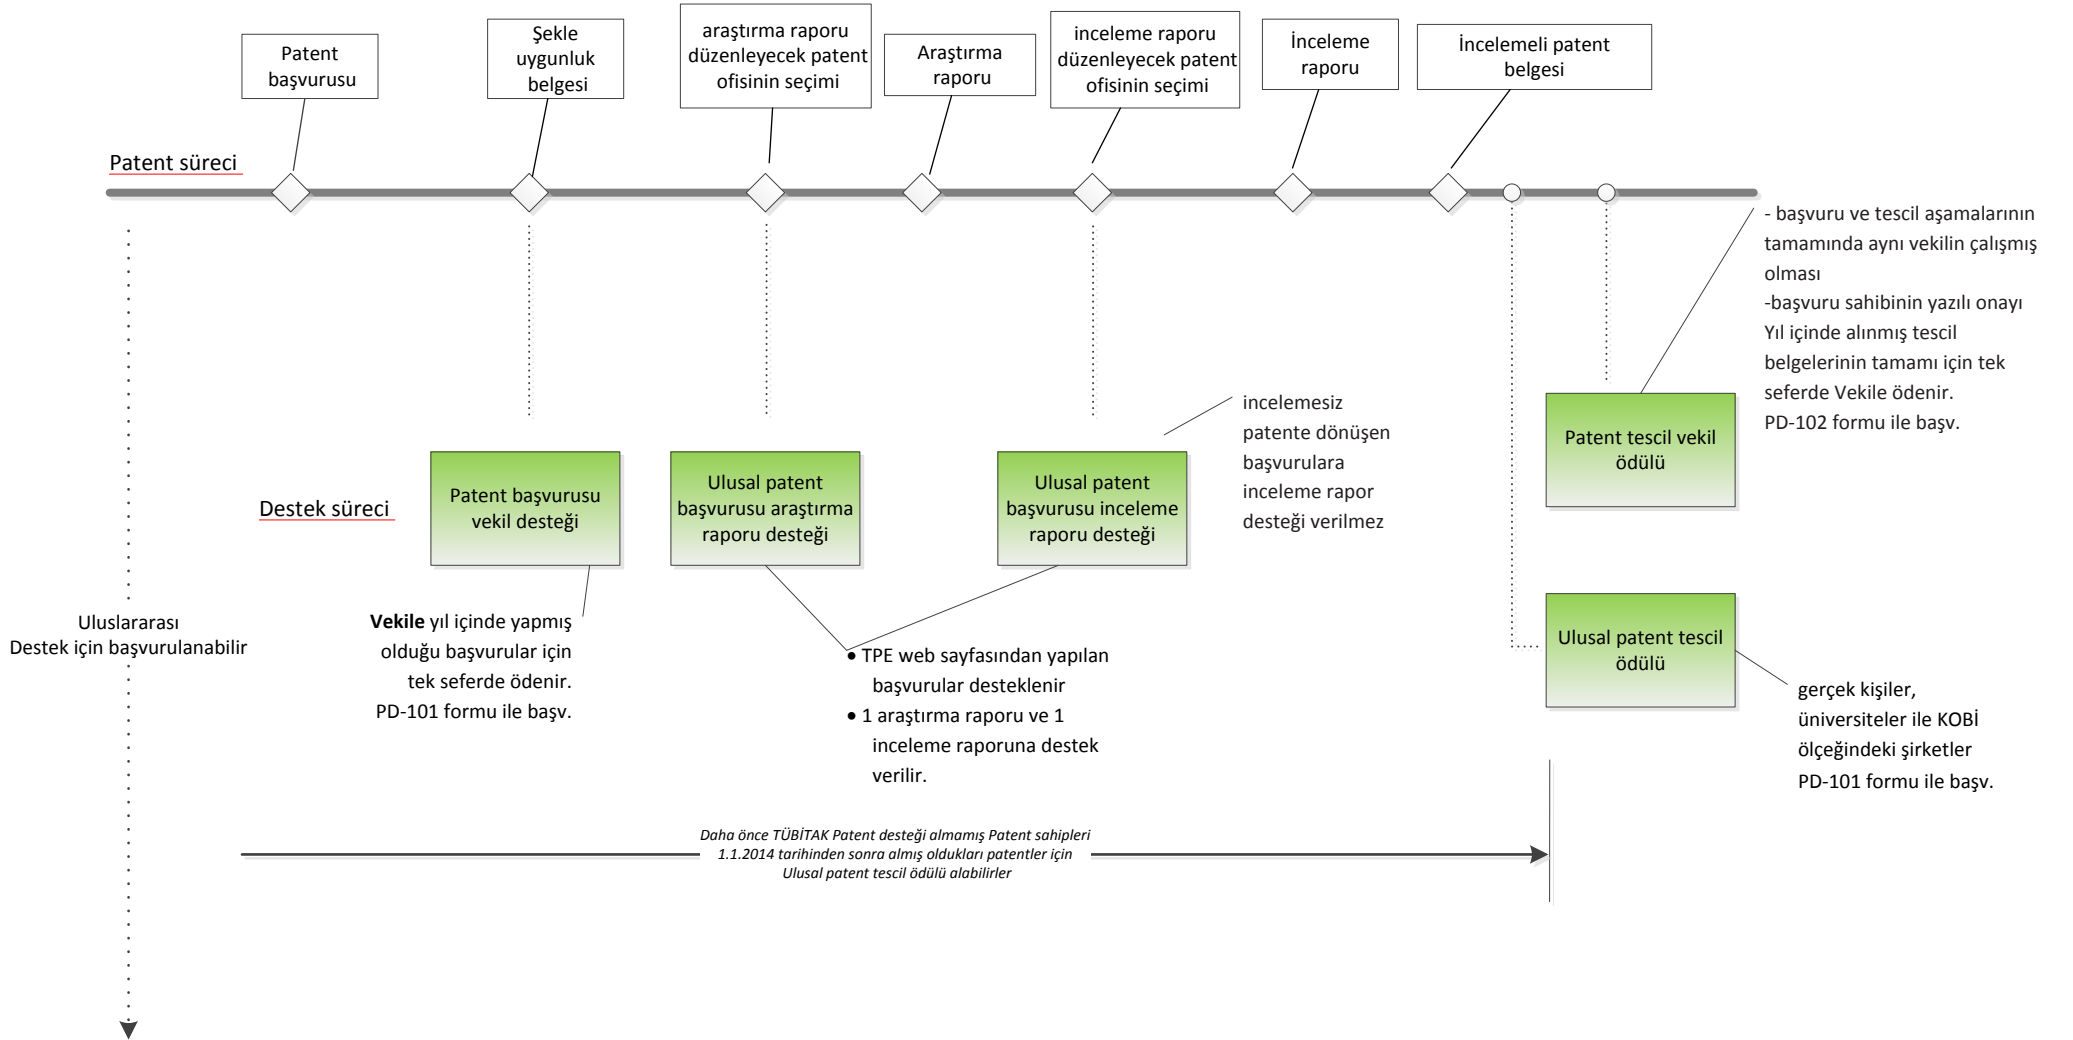 Patent
başvurusu
Şekle
uygunluk
belgesi
araştırma raporu
düzenleyecek patent
ofisinin seçimi
Araştırma
raporu
inceleme raporu
düzenleyecek patent
ofisinin seçimi
İnceleme
raporu
İncelemeli patent
belgesi
Patent süreci
- başvuru ve tescil aşamalarının
tamamında aynı vekilin çalışmış
olması
-başvuru sahibinin yazılı onayı
Yıl içinde alınmış tescil
belgelerinin tamamı için tek
seferde Vekile ödenir.
PD-102 formu ile başv.
incelemesiz
patente dönüşen
başvurulara
inceleme rapor
desteği verilmez
Patent tescil vekil
ödülü
Destek süreci
Patent başvurusu
vekil desteği
Ulusal patent
başvurusu araştırma
raporu desteği
Ulusal patent
başvurusu inceleme
raporu desteği
Uluslararası
Destek için başvurulanabilir
Vekile yıl içinde yapmış
olduğu başvurular için
tek seferde ödenir.
PD-101 formu ile başv.
• TPE web sayfasından yapılan
başvurular desteklenir
• 1 araştırma raporu ve 1
inceleme raporuna destek
verilir.
Ulusal patent tescil
ödülü
gerçek kişiler,
üniversiteler ile KOBİ
ölçeğindeki şirketler
PD-101 formu ile başv.
Daha önce TÜBİTAK Patent desteği almamış Patent sahipleri
1.1.2014 tarihinden sonra almış oldukları patentler için
Ulusal patent tescil ödülü alabilirler